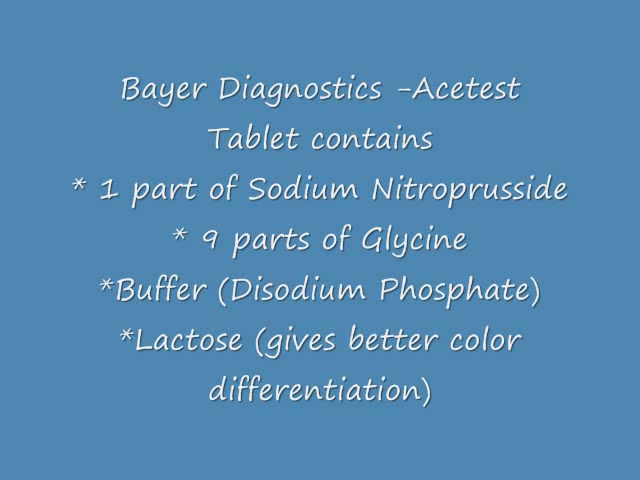 Bayer Diagnostics -Acetest
Tablet contains
* 1 part of Sodium Nitroprusside
* 9 parts of Glycine
*Buffer (Disodium Phosphate)
*Lactose (gives better color
differentiation)